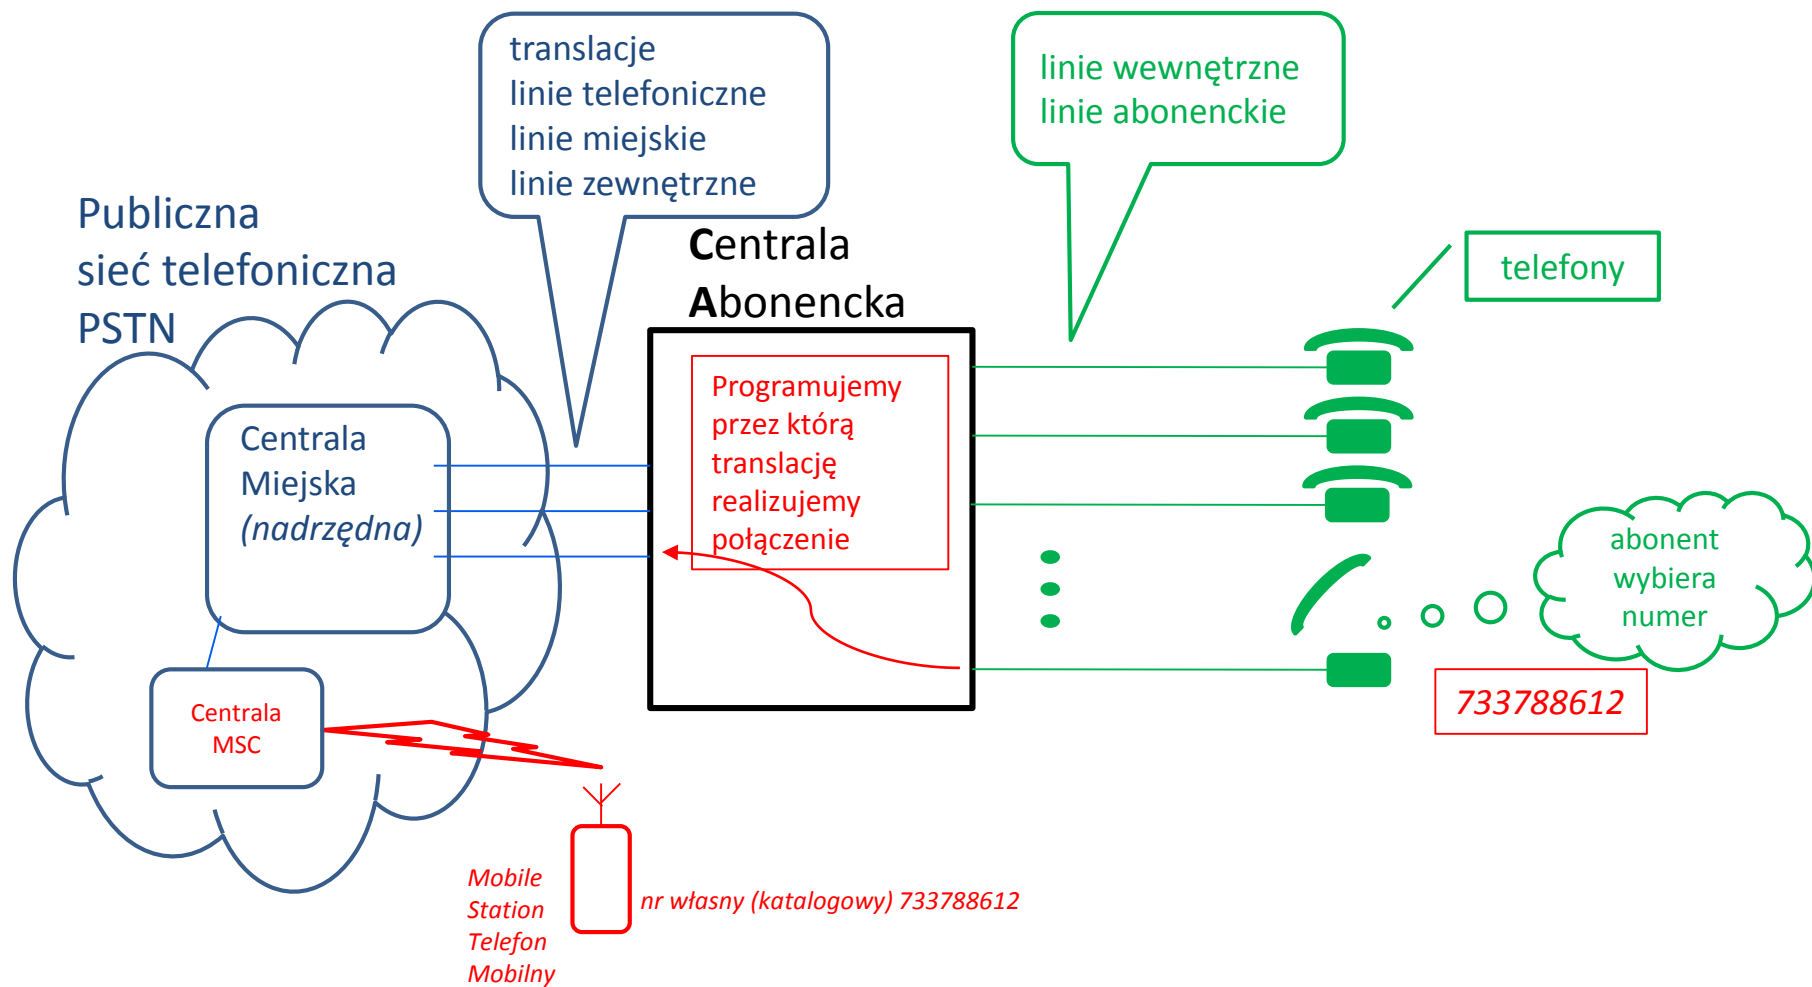 translacje
linie telefoniczne
linie miejskie
linie zewnętrzne
linie wewnętrzne
linie abonenckie
Publiczna
sieć telefoniczna
PSTN
Centrala
Abonencka
telefony
Programujemy
przez którą
translację
realizujemy
połączenie
Centrala
Miejska
(nadrzędna)
abonent
wybiera
numer
733788612
Centrala
MSC
Mobile
Station
Telefon
Mobilny
nr własny (katalogowy) 733788612